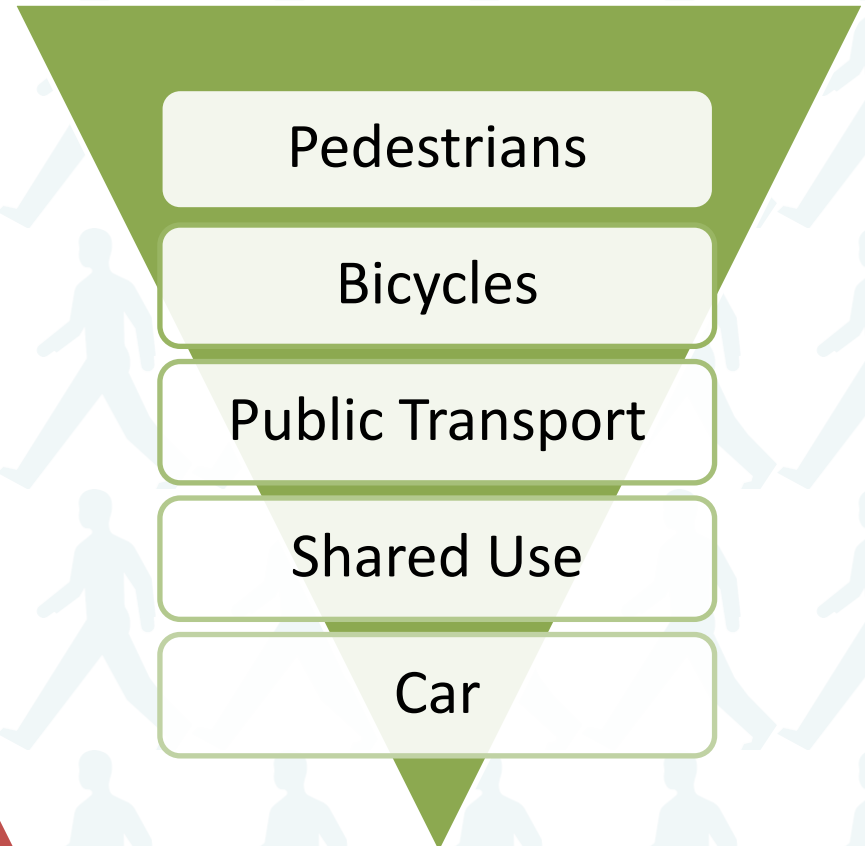 Pedestrians
Bicycles
Public Transport
Shared Use
Car